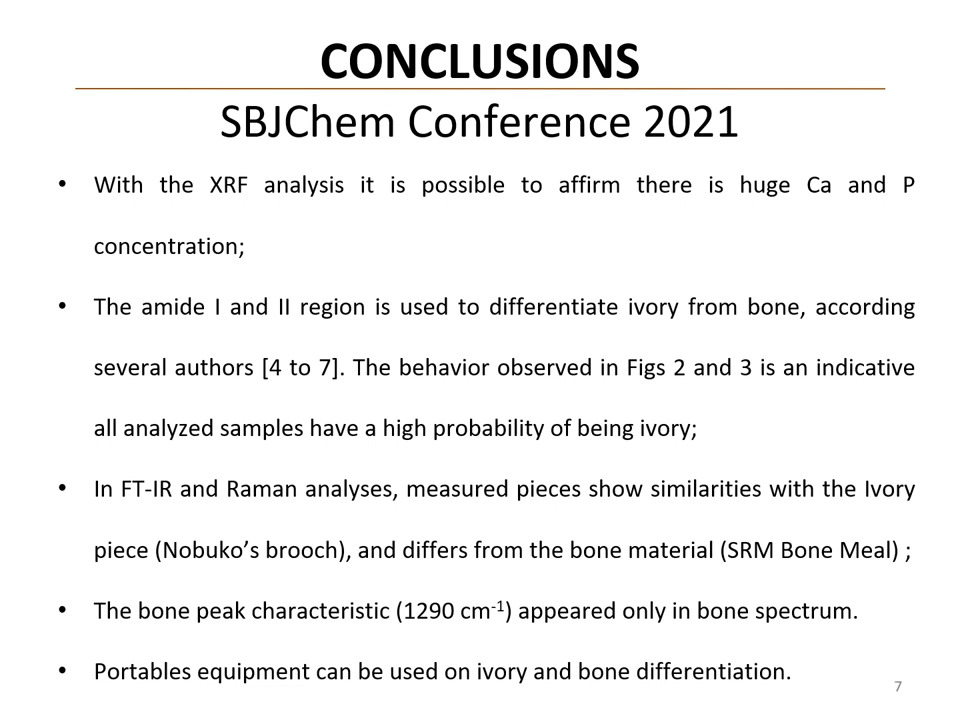 CONCLUSIONS
SBJChem Conference 2021
• With the XRF analysis it is possible to affirm there is huge Ca and P
concentration;
• The amide I and II region is used to differentiate ivory from bone, according
several authors [4 to 7]. The behavior observed in Figs 2 and 3 is an indicative
all analyzed samples have a high probability of being ivory;
• In FT-IR and Raman analyses, measured pieces show similarities with the Ivory
piece (Nobuko’s brooch), and differs from the bone material (SRM Bone Meal) ;
• The bone peak characteristic (1290 cm⁻¹) appeared only in bone spectrum.
• Portables equipment can be used on ivory and bone differentiation.
7